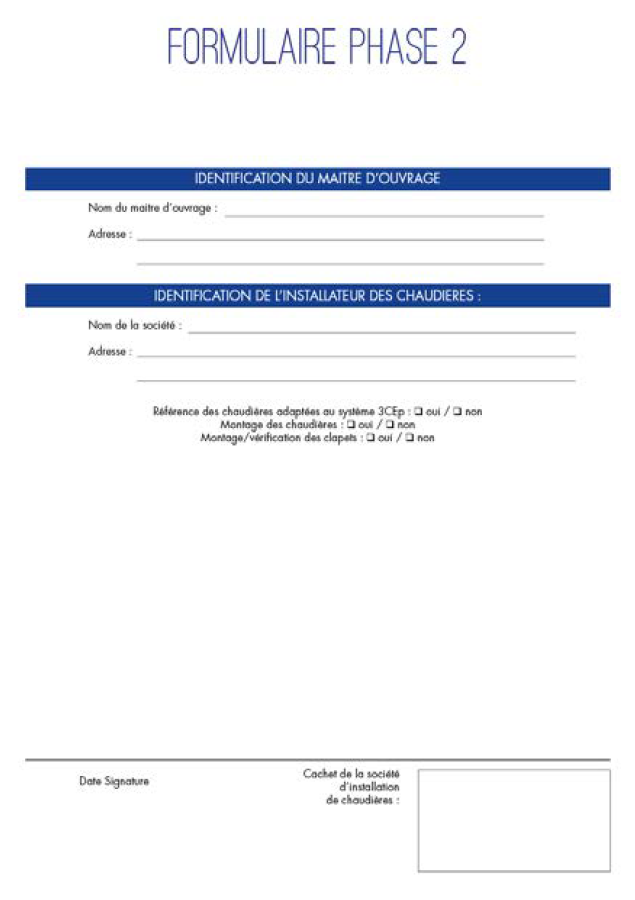 FORMULAIRE PHASE 2
IDENTIFICATION DU MAITRE D'OUVRAGE
Nom du maitre d'ouvrage :
Adresse :
IDENTIFICATION DE L'INSTALLATEUR DES CHAUDIERES :
Nom de la société :
Adresse :
Référence des chaudières adaptées au système 3CEp : ❑ oui / ❑ non
Montage des chaudières : ❑ oui / ❑ non
Montage/vérification des clapets : ❑ oui / ❑ non
Date Signature
Cachet de la société
d'installation
de chaudières :